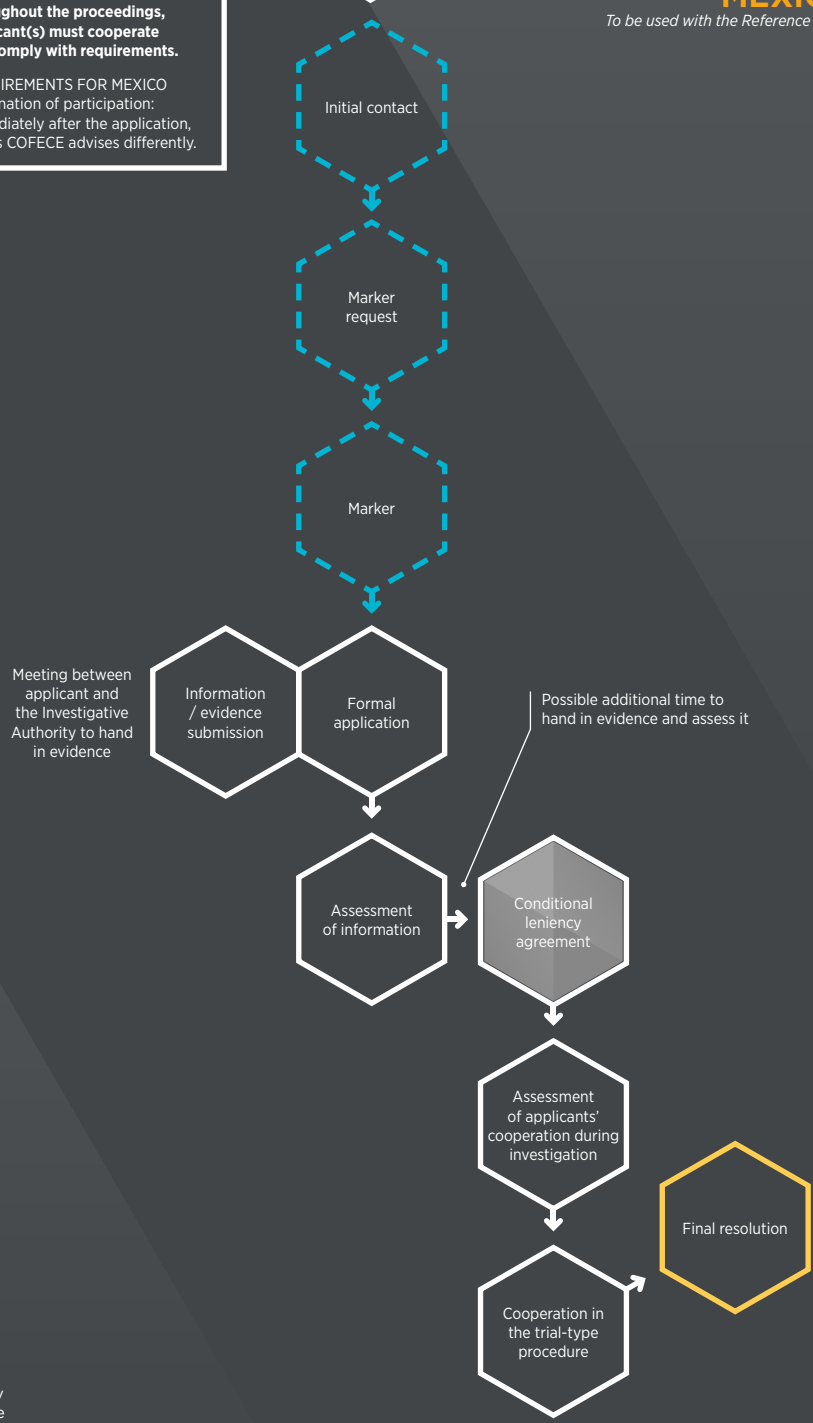 MEXIC
To be used with the Reference
ughout the proceedings,
cant(s) must cooperate
omply with requirements.
IREMENTS FOR MEXICO
nation of participation:
diately after the application,
s COFECE advises differently.
Initial contact
Marker
request
Marker
Meeting between
applicant and
the Investigative
Authority to hand
in evidence
Information
/ evidence
submission
Formal
application
Possible additional time to
hand in evidence and assess it
Assessment
of information
Conditional
leniency
agreement
Assessment
of applicants’
cooperation during
investigation
Final resolution
Cooperation in
the trial-type
procedure